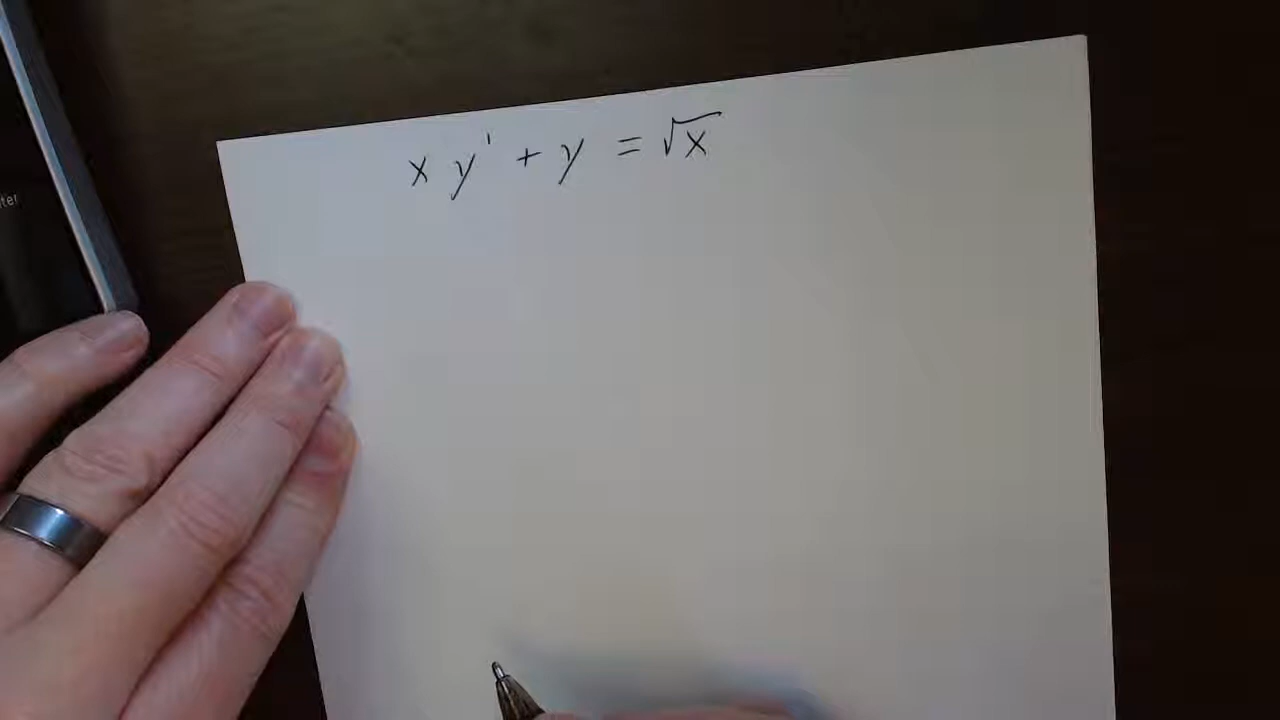 x y' + y = √x